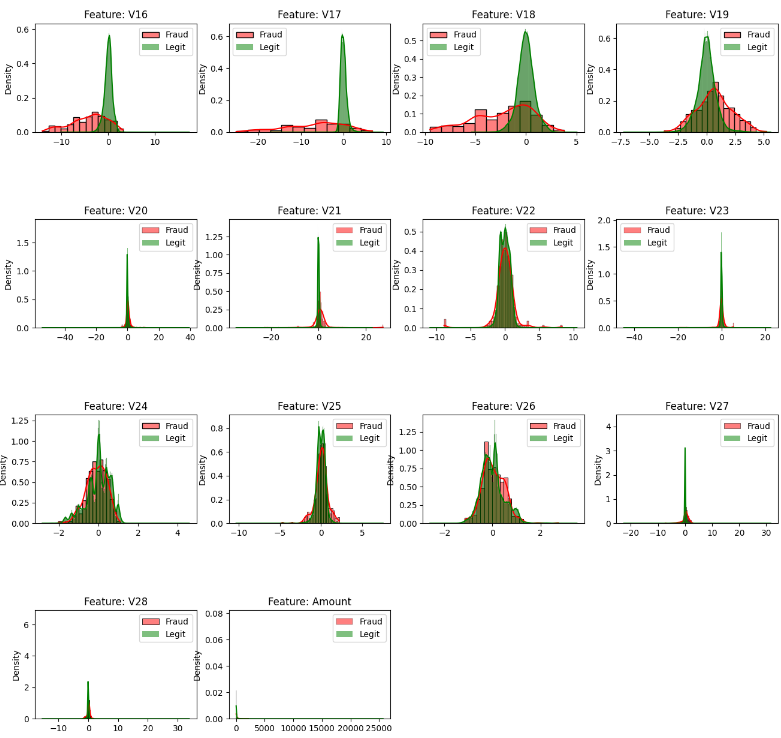 Feature: V16 Feature: V17 Feature: V18 Feature: V19
Density
0.6
0.4
0.2
0.0
−10 0 10
Fraud
Legit
Density
0.6
0.4
0.2
0.0
−20 −10 0 10
Fraud
Legit
Density
0.5
0.4
0.3
0.2
0.1
0.0
−10 −5 0 5
Fraud
Legit
Density
0.6
0.4
0.2
0.0
−7.5 −5.0 −2.5 0.0 2.5 5.0
Fraud
Legit
Feature: V20 Feature: V21 Feature: V22 Feature: V23
Density
1.5
1.0
0.5
0.0
−40 −20 0 20 40
Fraud
Legit
Density
1.25
1.00
0.75
0.50
0.25
0.00
−20 0 20
Fraud
Legit
Density
0.5
0.4
0.3
0.2
0.1
0.0
−10 −5 0 5 10
Fraud
Legit
Density
2.0
1.5
1.0
0.5
0.0
−40 −20 0 20
Fraud
Legit
Feature: V24 Feature: V25 Feature: V26 Feature: V27
Density
1.25
1.00
0.75
0.50
0.25
0.00
−2 0 2 4
Fraud
Legit
Density
0.8
0.6
0.4
0.2
0.0
−10 −5 0 5
Fraud
Legit
Density
1.25
1.00
0.75
0.50
0.25
0.00
−2 0 2
Fraud
Legit
Density
4
3
2
1
0
−20 −10 0 10 20 30
Fraud
Legit
Feature: V28 Feature: Amount
Density
6
4
2
0
−10 0 10 20 30
Fraud
Legit
Density
0.08
0.06
0.04
0.02
0.00
0 5000 10000 15000 20000 25000
Fraud
Legit